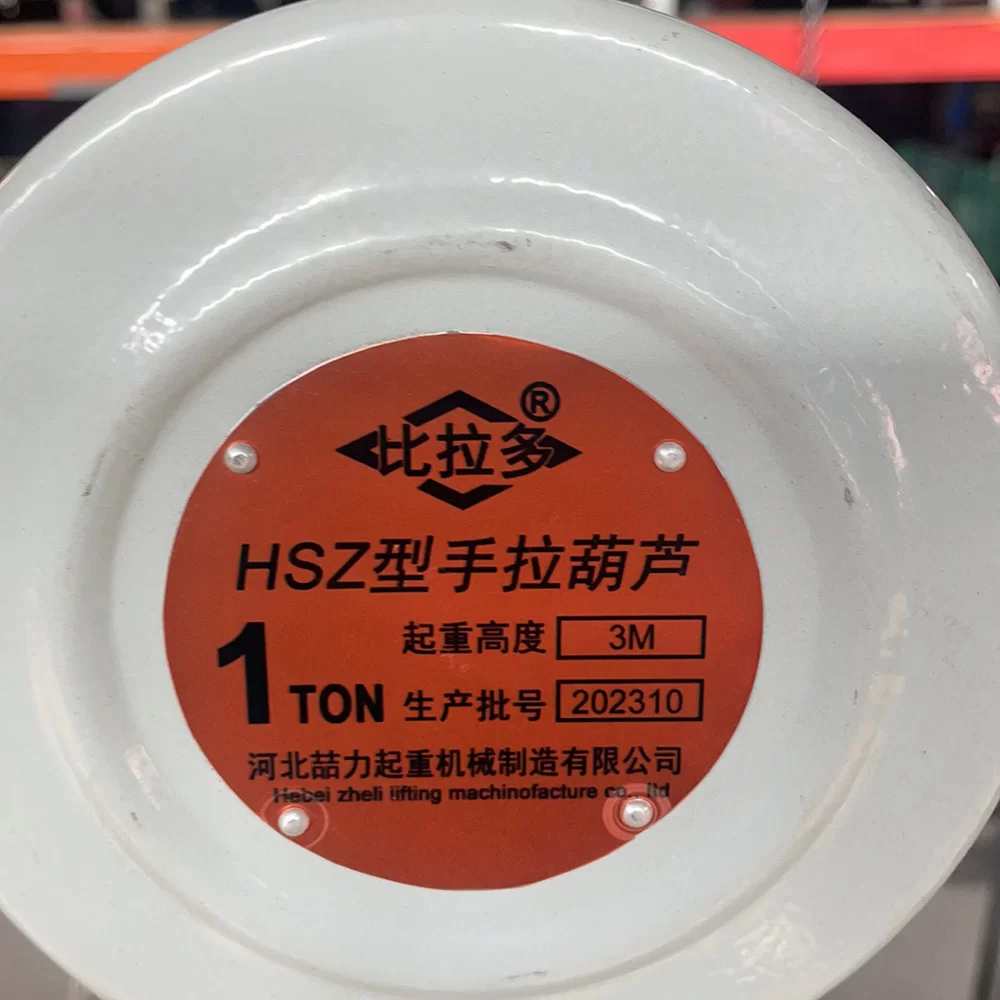 比拉多®
HSZ型手拉葫芦
起重高度 3M
1 TON
生产批号 202310
河北喆力起重机械制造有限公司
Hebei zheli lifting machinofacture co., ltd